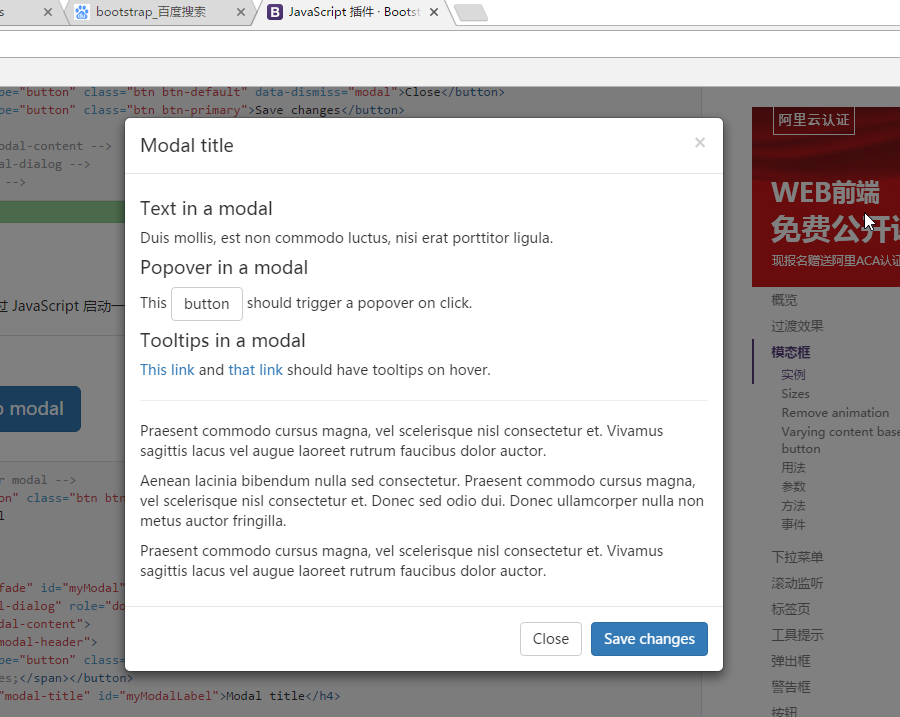 s
bootstrap_百度搜索
JavaScript 插件 · Bootst
pe="button" class="btn btn-default" data-dismiss="modal">Close</button>
pe="button" class="btn btn-primary">Save changes</button>
odal-content -->
al-dialog -->
-->
过 JavaScript 启动一
o modal
r modal -->
on" class="btn btn
l
fade" id="myModal"
l-dialog" role="do
dal-content">
modal-header">
pe="button" class=
es;</span></button>
"modal-title" id="myModalLabel">Modal title</h4>
Modal title
×
Text in a modal
Duis mollis, est non commodo luctus, nisi erat porttitor ligula.
Popover in a modal
This button should trigger a popover on click.
Tooltips in a modal
This link and that link should have tooltips on hover.
Praesent commodo cursus magna, vel scelerisque nisl consectetur et. Vivamus
sagittis lacus vel augue laoreet rutrum faucibus dolor auctor.
Aenean lacinia bibendum nulla sed consectetur. Praesent commodo cursus magna,
vel scelerisque nisl consectetur et. Donec sed odio dui. Donec ullamcorper nulla non
metus auctor fringilla.
Praesent commodo cursus magna, vel scelerisque nisl consectetur et. Vivamus
sagittis lacus vel augue laoreet rutrum faucibus dolor auctor.
Close
Save changes
阿里云认证
WEB前端
免费公开
现报名赠送阿里ACA认证
概览
过渡效果
模态框
实例
Sizes
Remove animation
Varying content base
button
用法
参数
方法
事件
下拉菜单
滚动监听
标签页
工具提示
弹出框
警告框
按钮